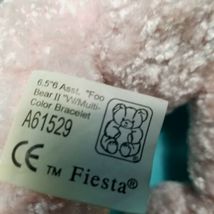 6.5"6 Asst. "Foo
Bear II "W/Multi-
Color Bracelet
A61529
CE ™ Fiesta®